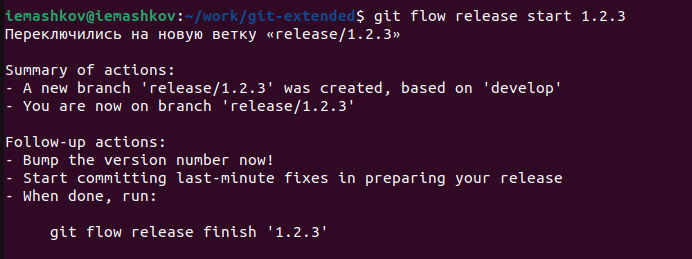 iemashkov@iemashkov:~/work/git-extended$ git flow release start 1.2.3
Переключились на новую ветку «release/1.2.3»
Summary of actions:
- A new branch 'release/1.2.3' was created, based on 'develop'
- You are now on branch 'release/1.2.3'
Follow-up actions:
- Bump the version number now!
- Start committing last-minute fixes in preparing your release
- When done, run:
git flow release finish '1.2.3'